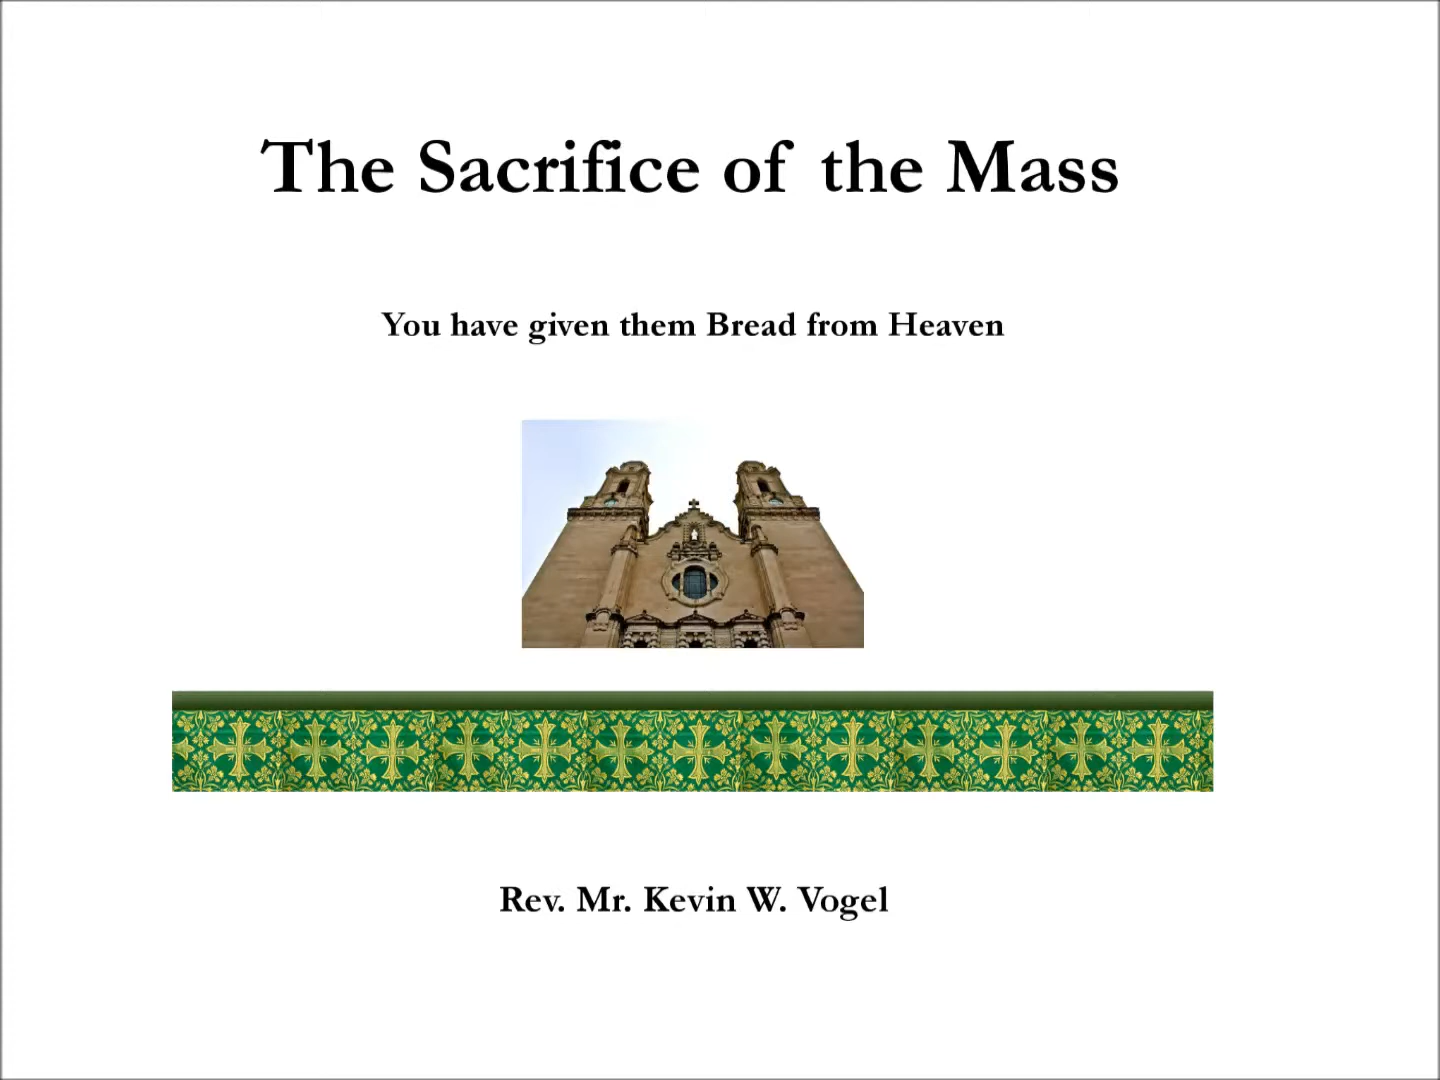 The Sacrifice of the Mass
You have given them Bread from Heaven
Rev. Mr. Kevin W. Vogel